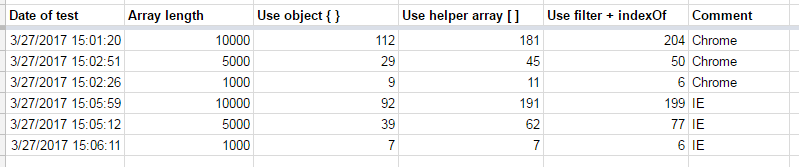 Date of test Array length Use object { } Use helper array [ ] Use filter + indexOf Comment
3/27/2017 15:01:20 10000 112 181 204 Chrome
3/27/2017 15:02:51 5000 29 45 50 Chrome
3/27/2017 15:02:26 1000 9 11 6 Chrome
3/27/2017 15:05:59 10000 92 191 199 IE
3/27/2017 15:05:12 5000 39 62 77 IE
3/27/2017 15:06:11 1000 7 7 6 IE